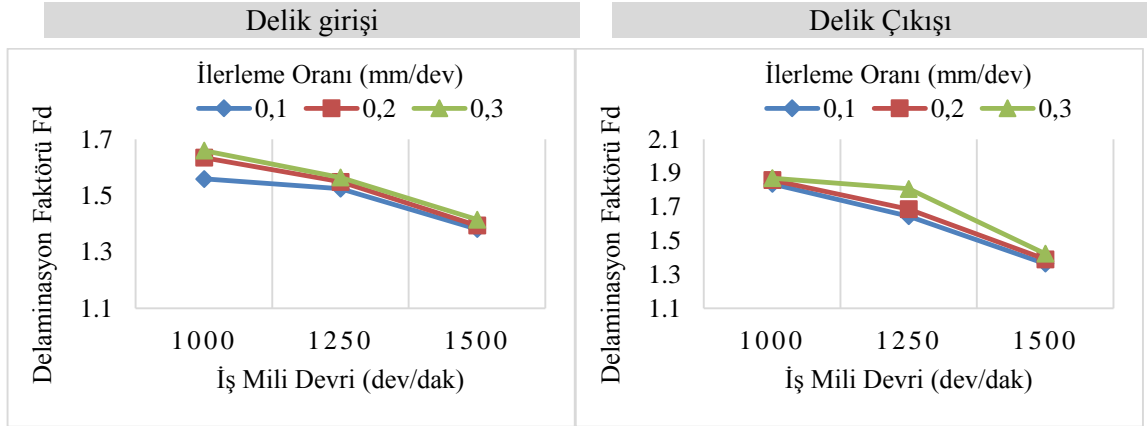 Delik girişi
İlerleme Oranı (mm/dev)
0,1 0,2 0,3
Delaminasyon Faktörü Fd
1.7
1.5
1.3
1.1
1000 1250 1500
İş Mili Devri (dev/dak)
Delik Çıkışı
İlerleme Oranı (mm/dev)
0,1 0,2 0,3
Delaminasyon Faktörü Fd
2.1
1.9
1.7
1.5
1.3
1.1
1000 1250 1500
İş Mili Devri (dev/dak)